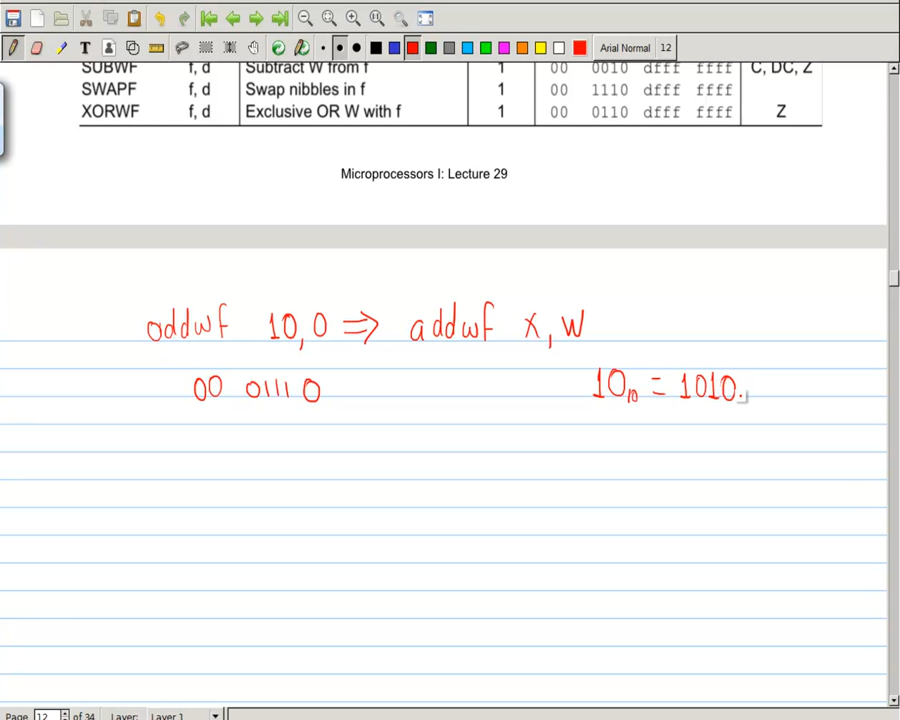 Arial Normal 12
SUBWF f, d Subtract W from f 1 00 0010 dfff ffff C, DC, Z
SWAPF f, d Swap nibbles in f 1 00 1110 dfff ffff
XORWF f, d Exclusive OR W with f 1 00 0110 dfff ffff Z
Microprocessors I: Lecture 29
addwf 10,0 ⇒ addwf x, W
00 0111 0 10₁₀ = 1010
Page 12 of 34 Layer: Layer 1